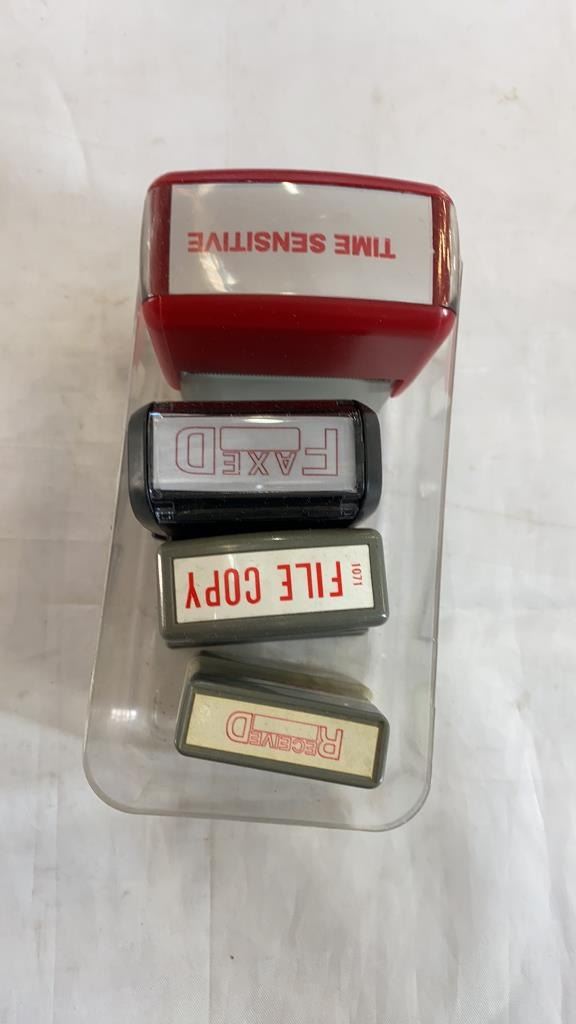 TIME SENSITIVE
FAXED
FILE COPY
1071
RECEIVED